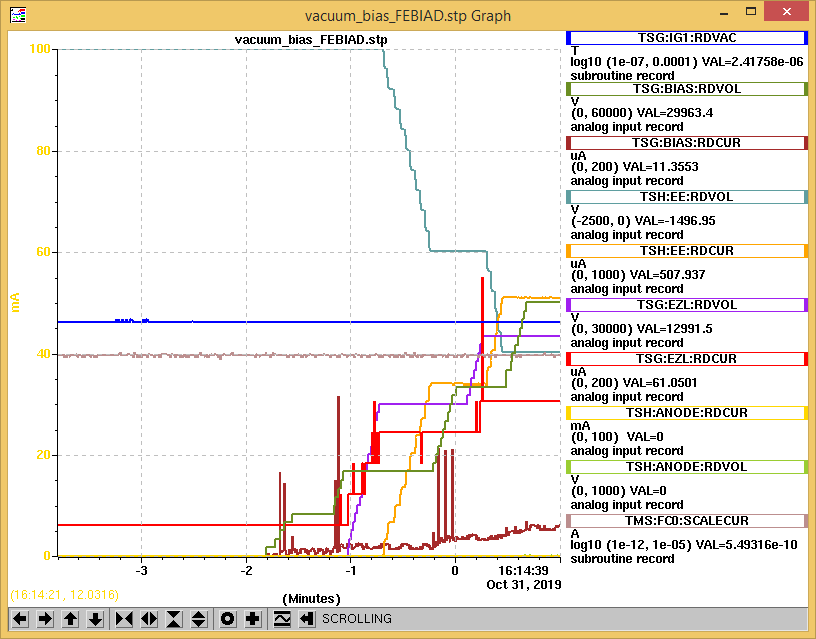 vacuum_bias_FEBIAD.stp Graph
vacuum_bias_FEBIAD.stp
100
80
60
40
20
0
mA
-3
-2
-1
0
16:14:39
Oct 31, 2019
(Minutes)
(16:14:21, 12.0316)
TSG:IG1:RDVAC
T
log10 (1e-07, 0.0001) VAL=2.41758e-06
subroutine record
TSG:BIAS:RDVOL
V
(0, 60000) VAL=29963.4
analog input record
TSG:BIAS:RDCUR
uA
(0, 200) VAL=11.3553
analog input record
TSH:EE:RDVOL
V
(-2500, 0) VAL=-1496.95
analog input record
TSH:EE:RDCUR
uA
(0, 1000) VAL=507.937
analog input record
TSG:EZL:RDVOL
V
(0, 30000) VAL=12991.5
analog input record
TSG:EZL:RDCUR
uA
(0, 200) VAL=61.0501
analog input record
TSH:ANODE:RDCUR
mA
(0, 100) VAL=0
analog input record
TSH:ANODE:RDVOL
V
(0, 1000) VAL=0
analog input record
TMS:FC0:SCALECUR
A
log10 (1e-12, 1e-05) VAL=5.49316e-10
subroutine record
SCROLLING